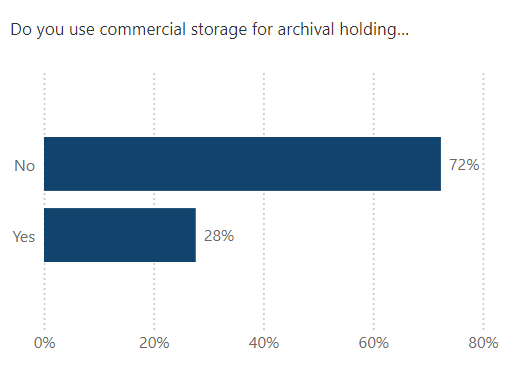 Do you use commercial storage for archival holding...
No
72%
Yes
28%
0% 20% 40% 60% 80%